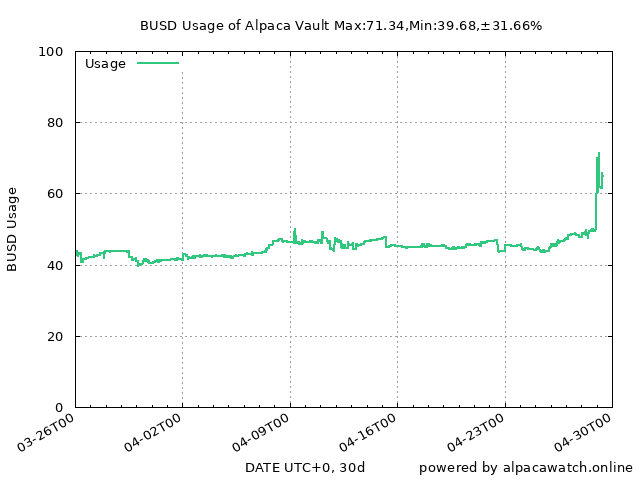 BUSD Usage of Alpaca Vault Max:71.34,Min:39.68,±31.66%
Usage
100
80
60
40
20
0
BUSD Usage
03-26T00
04-02T00
04-09T00
04-16T00
04-23T00
04-30T00
DATE UTC+0, 30d
powered by alpacawatch.online